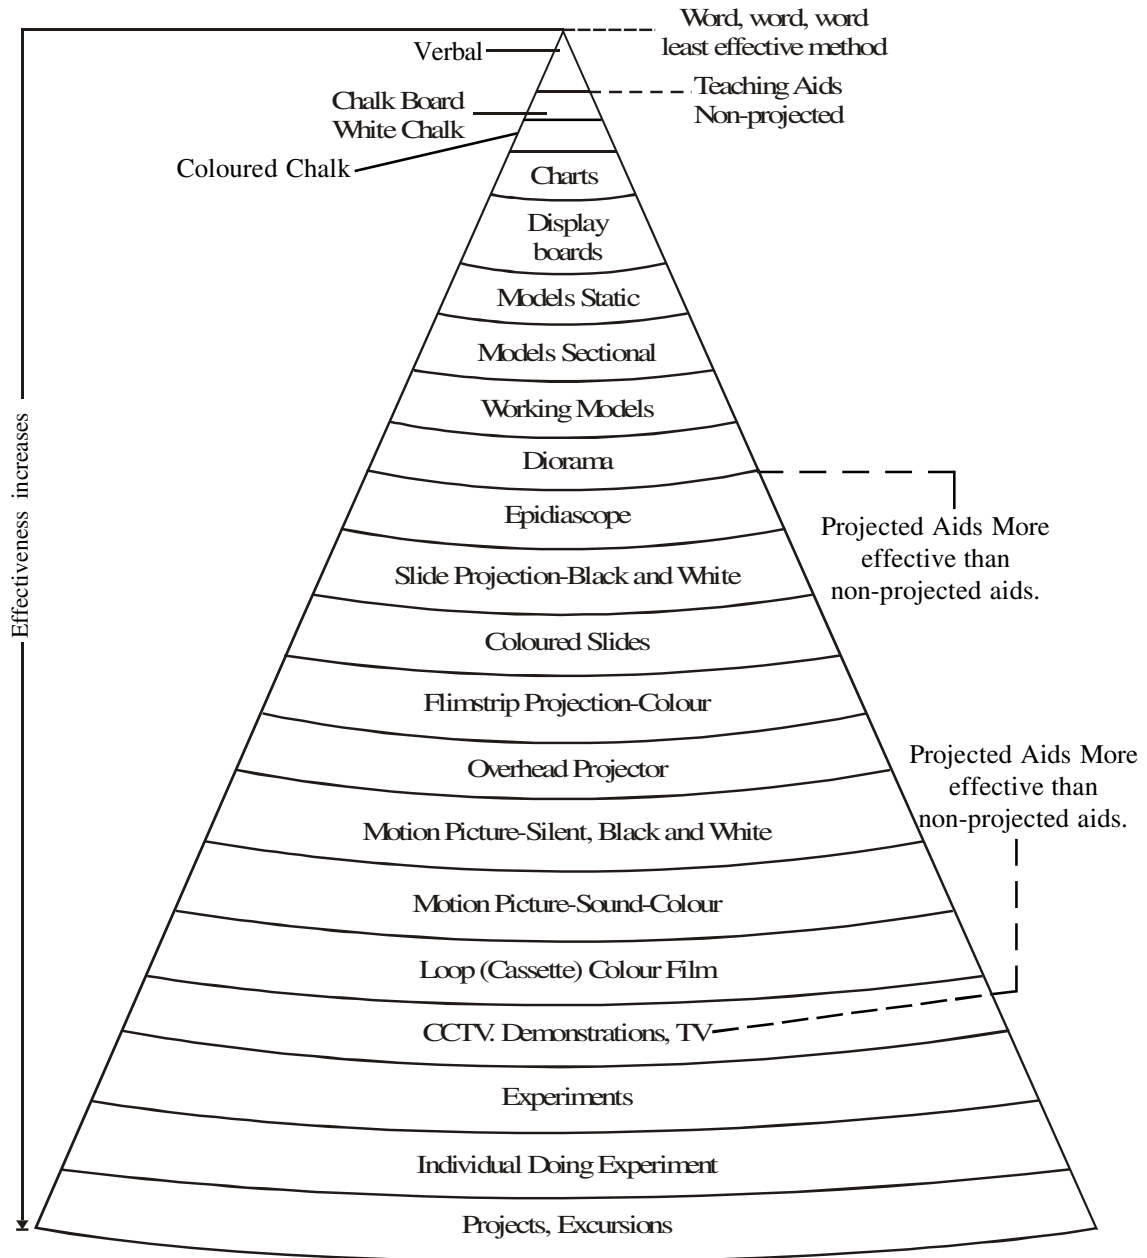 Word, word, word
least effective method
Verbal
Teaching Aids
Non-projected
Chalk Board
White Chalk
Coloured Chalk
Charts
Display
boards
Models Static
Models Sectional
Working Models
Diorama
Epidiascope
Projected Aids More
effective than
non-projected aids.
Slide Projection-Black and White
Coloured Slides
Flimstrip Projection-Colour
Overhead Projector
Projected Aids More
effective than
non-projected aids.
Motion Picture-Silent, Black and White
Motion Picture-Sound-Colour
Loop (Cassette) Colour Film
CCTV. Demonstrations, TV
Experiments
Individual Doing Experiment
Projects, Excursions
Effectiveness increases